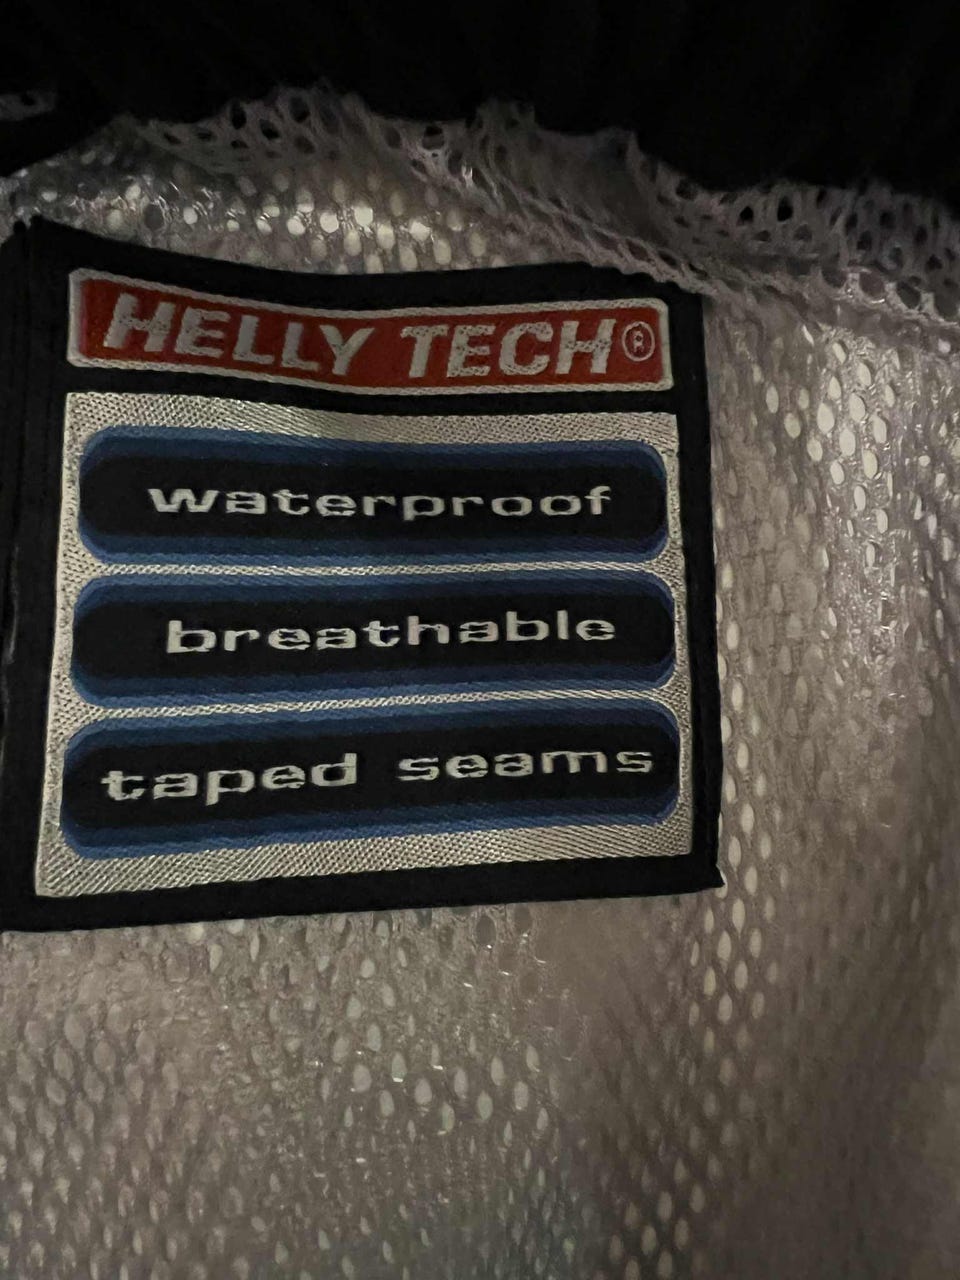 HELLY TECH®
waterproof
breathable
taped seams